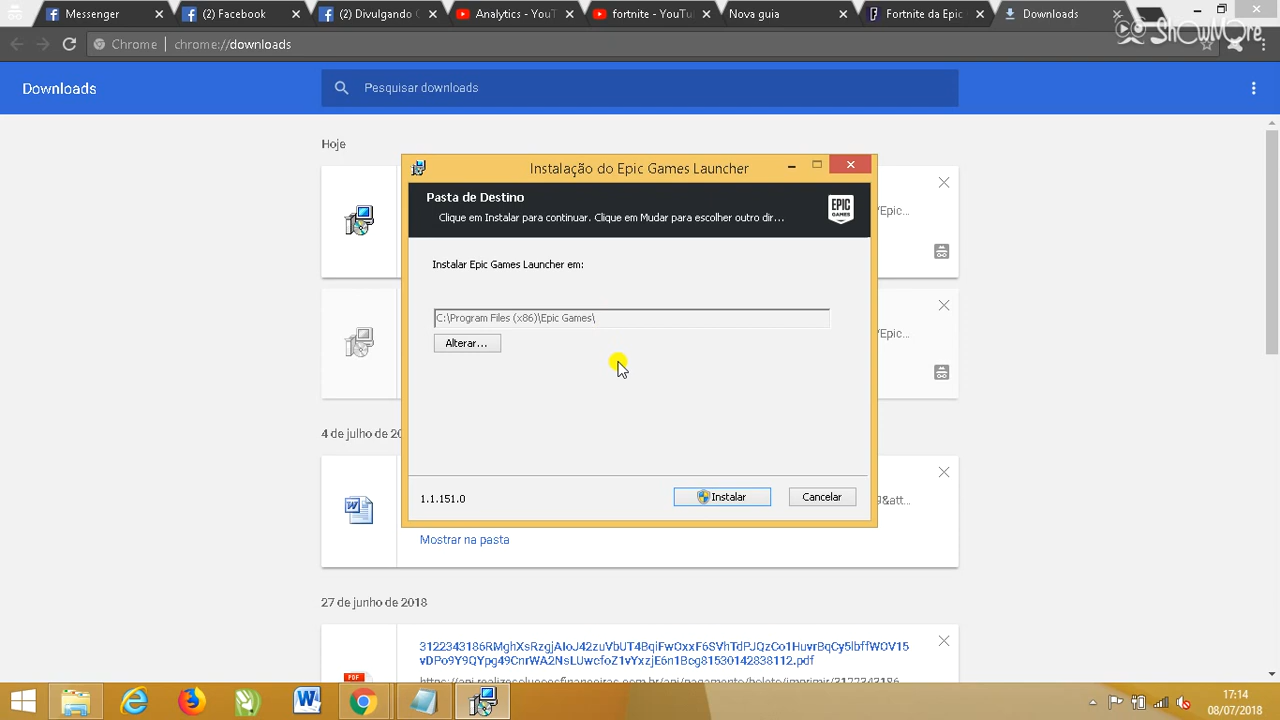 Messenger
(2) Facebook
(2) Divulgando
Analytics - YouT
fortnite - YouTu
Nova guia
Fortnite da Epic
Downloads
ShowMore
Chrome
chrome://downloads
Downloads
Pesquisar downloads
Hoje
Instalação do Epic Games Launcher
Pasta de Destino
Clique em Instalar para continuar. Clique em Mudar para escolher outro dir...
EPIC
GAMES
/Epic...
Instalar Epic Games Launcher em:
C:\Program Files (x86)\Epic Games\
Alterar...
/Epic...
4 de julho de 20
1.1.151.0
Instalar
Cancelar
Mostrar na pasta
27 de junho de 2018
PDF
17:14
08/07/2018